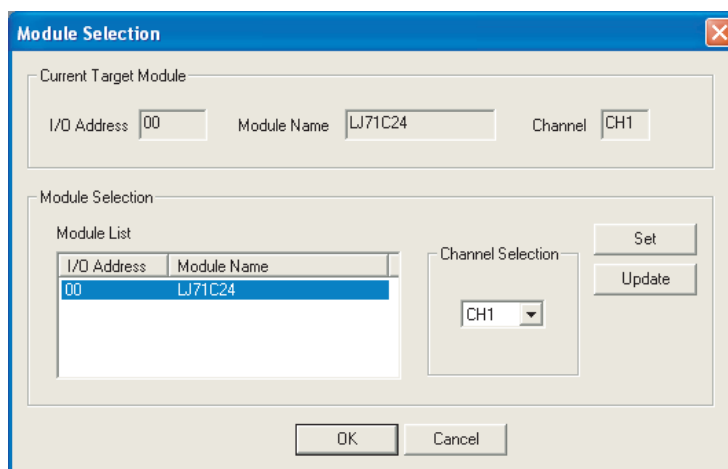 Module Selection
Current Target Module
I/O Address 00 Module Name LJ71C24 Channel CH1
Module Selection
Module List
I/O Address Module Name
00 LJ71C24
Channel Selection
CH1
Set
Update
OK Cancel